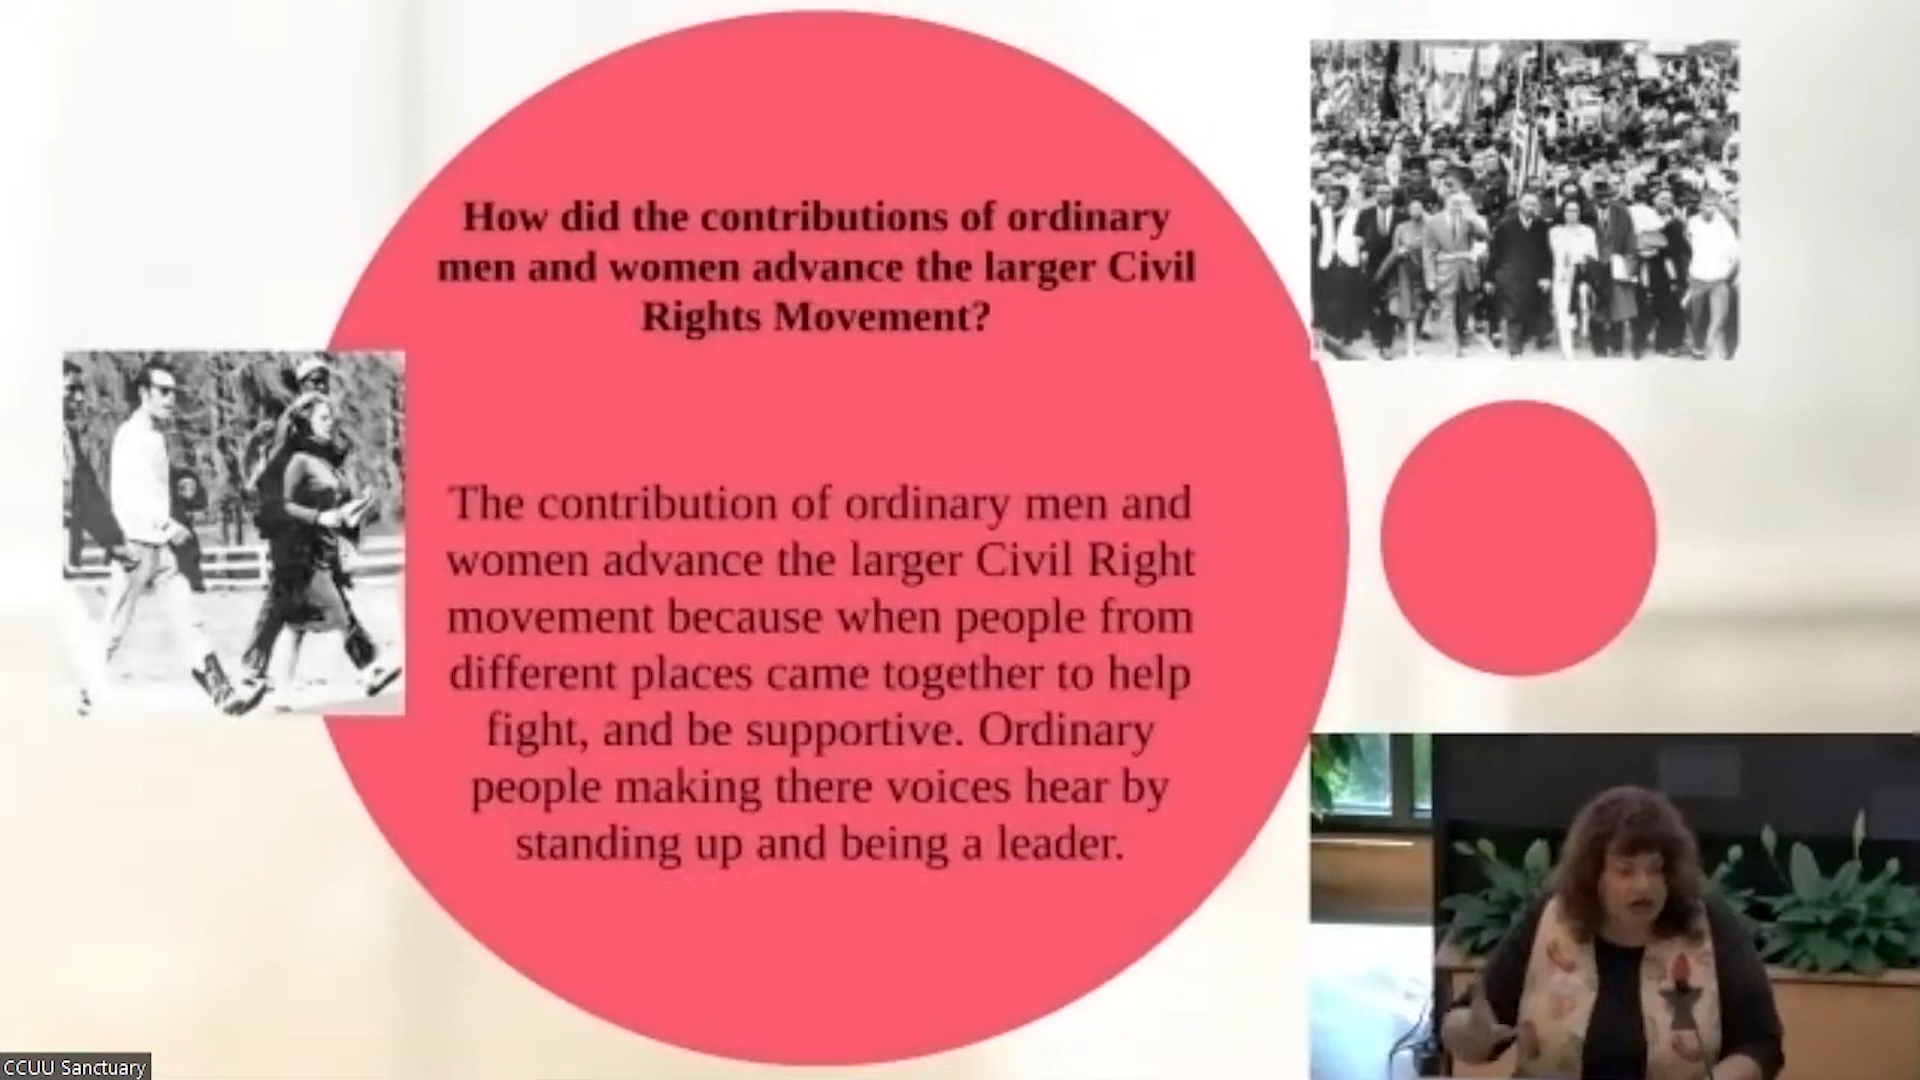 How did the contributions of ordinary
men and women advance the larger Civil
Rights Movement?
The contribution of ordinary men and
women advance the larger Civil Right
movement because when people from
different places came together to help
fight, and be supportive. Ordinary
people making there voices hear by
standing up and being a leader.
CCUU Sanctuary